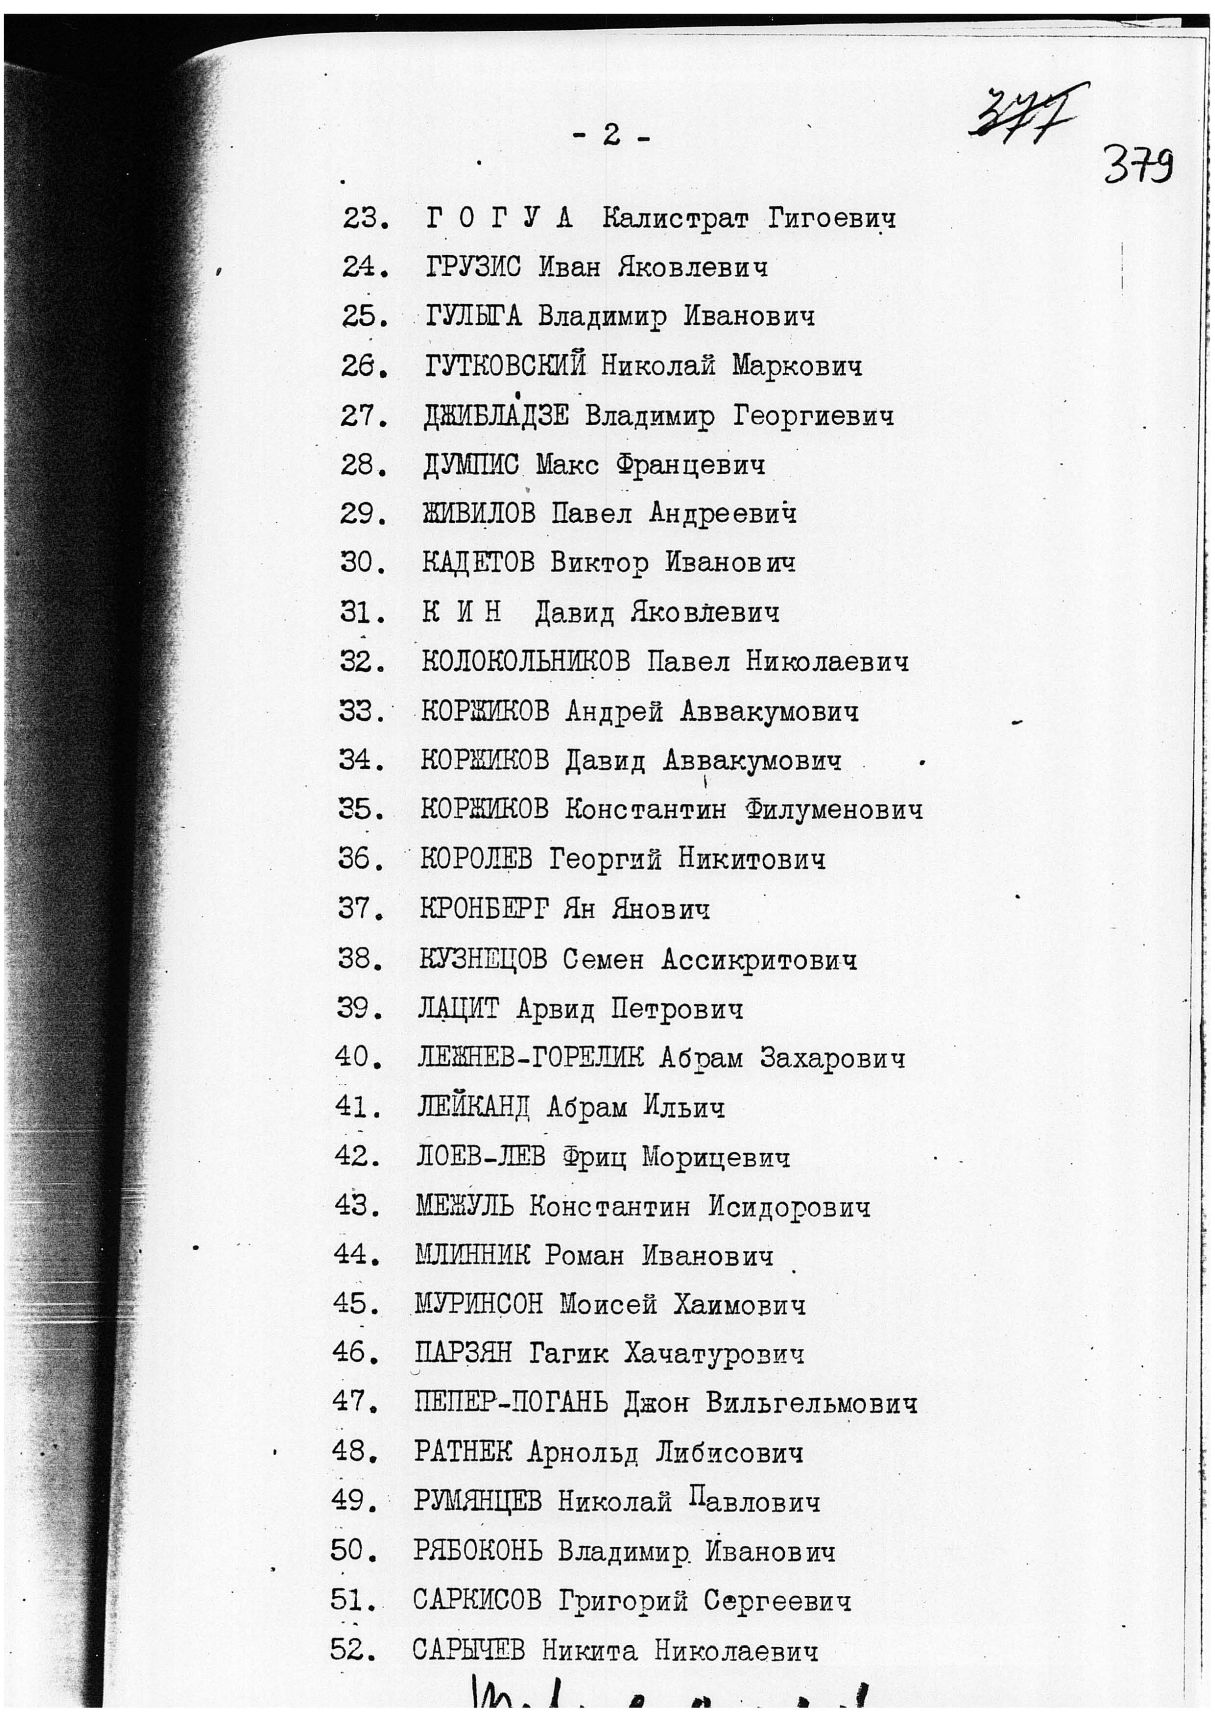 377
- 2 -
379
23. Г О Г У А Калистрат Гигоевич
24. ГРУЗИС Иван Яковлевич
25. ГУЛЫГА Владимир Иванович
26. ГУТКОВСКИЙ Николай Маркович
27. ДЖИБЛАДЗЕ Владимир Георгиевич
28. ДУМПИС Макс Францевич
29. ЖИВИЛОВ Павел Андреевич
30. КАДЕТОВ Виктор Иванович
31. К И Н Давид Яковлевич
32. КОЛОКОЛЬНИКОВ Павел Николаевич
33. КОРЖИКОВ Андрей Аввакумович
34. КОРЖИКОВ Давид Аввакумович
35. КОРЖИКОВ Константин Филуменович
36. КОРОЛЕВ Георгий Никитович
37. КРОНБЕРГ Ян Янович
38. КУЗНЕЦОВ Семен Ассикритович
39. ЛАЦИТ Арвид Петрович
40. ЛЕЖНЕВ-ГОРЕЛИК Абрам Захарович
41. ЛЕЙКАНД Абрам Ильич
42. ЛОЕВ-ЛЕВ Фриц Морицевич
43. МЕЖУЛЬ Константин Исидорович
44. МЛИННИК Роман Иванович
45. МУРИНСОН Моисей Хаимович
46. ПАРЗЯН Гагик Хачатурович
47. ПЕПЕР-ПОГАНЬ Джон Вильгельмович
48. РАТНЕК Арнольд Либисович
49. РУМЯНЦЕВ Николай Павлович
50. РЯБОКОНЬ Владимир Иванович
51. САРКИСОВ Григорий Сергеевич
52. САРЫЧЕВ Никита Николаевич